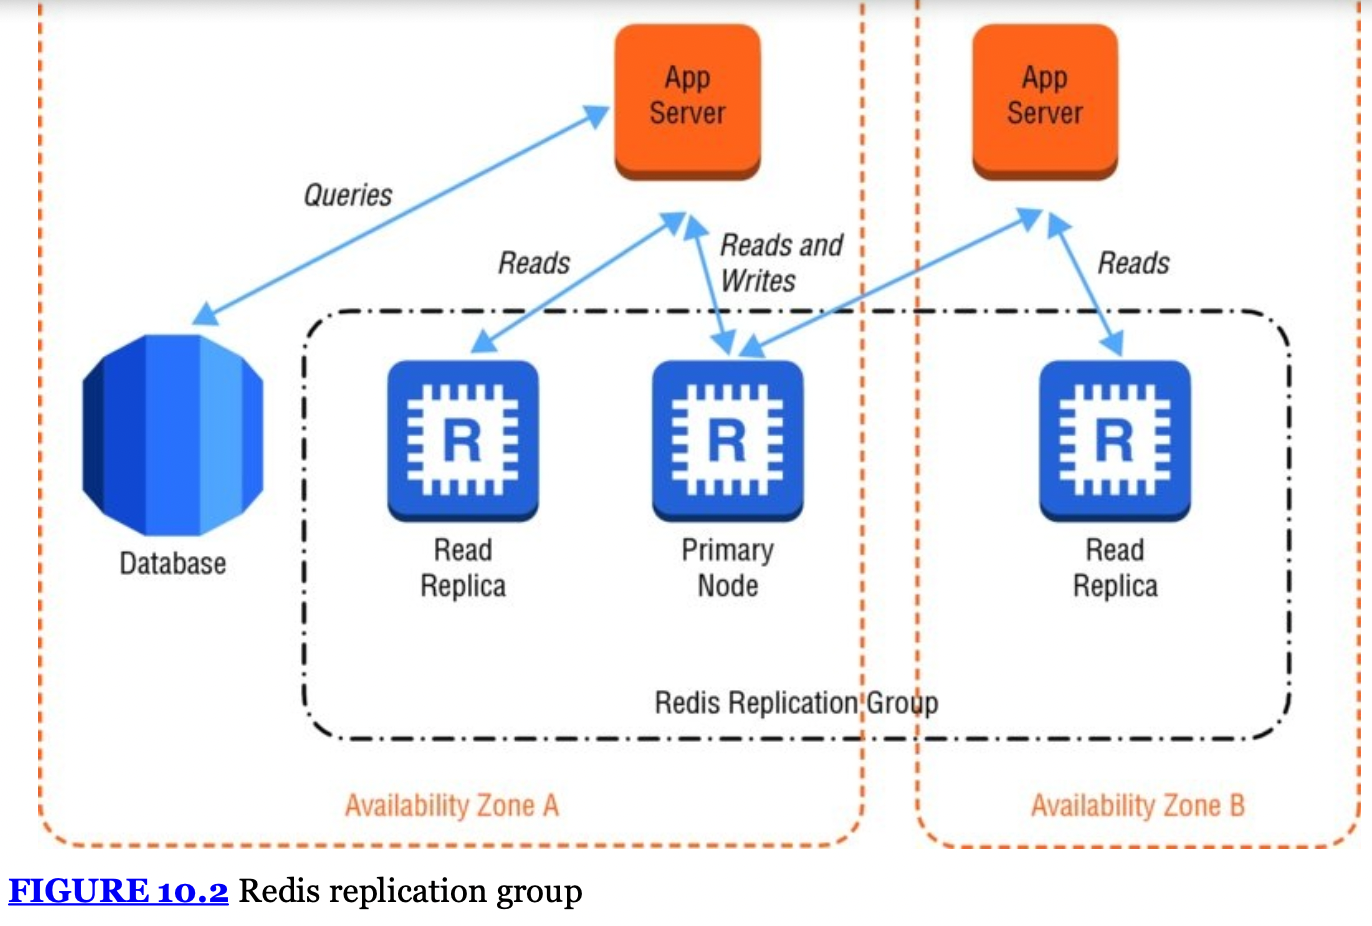 App
Server
App
Server
Queries
Reads
Reads and
Writes
Reads
R
R
R
Database
Read
Replica
Primary
Node
Read
Replica
Redis Replication Group
Availability Zone A
Availability Zone B
FIGURE 10.2 Redis replication group